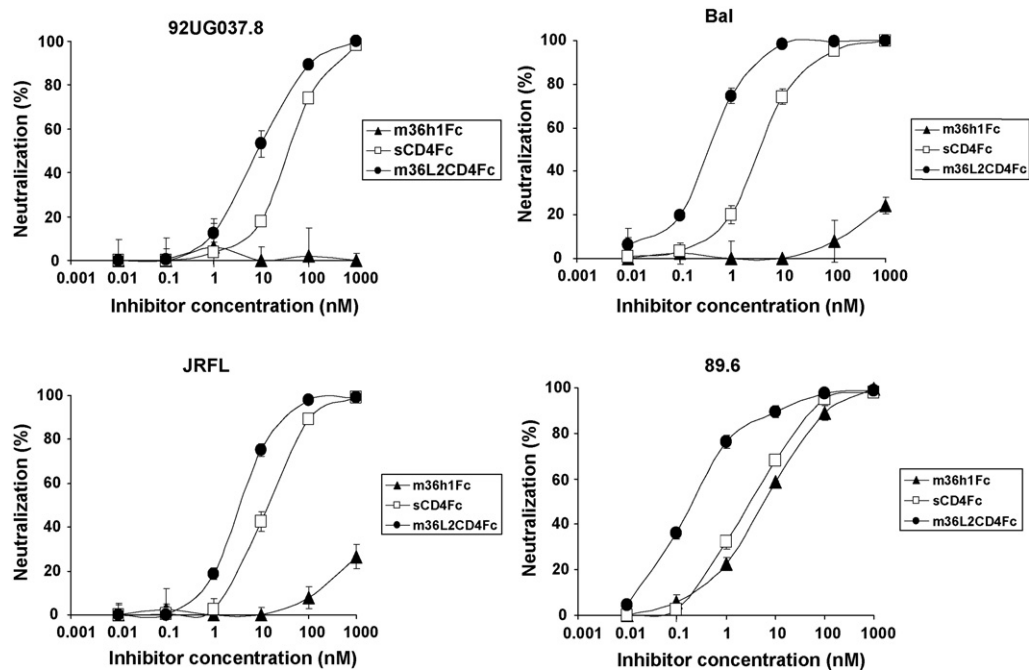 92UG037.8
Neutralization (%)
100
80
60
40
20
0
0.001 0.01 0.1 1 10 100 1000
Inhibitor concentration (nM)
m36h1Fc
sCD4Fc
m36L2CD4Fc
Bal
Neutralization (%)
100
80
60
40
20
0
0.001 0.01 0.1 1 10 100 1000
Inhibitor concentration (nM)
m36h1Fc
sCD4Fc
m36L2CD4Fc
JRFL
Neutralization (%)
100
80
60
40
20
0
0.001 0.01 0.1 1 10 100 1000
Inhibitor concentration (nM)
m36h1Fc
sCD4Fc
m36L2CD4Fc
89.6
Neutralization (%)
100
80
60
40
20
0
0.001 0.01 0.1 1 10 100 1000
Inhibitor concentration (nM)
m36h1Fc
sCD4Fc
m36L2CD4Fc